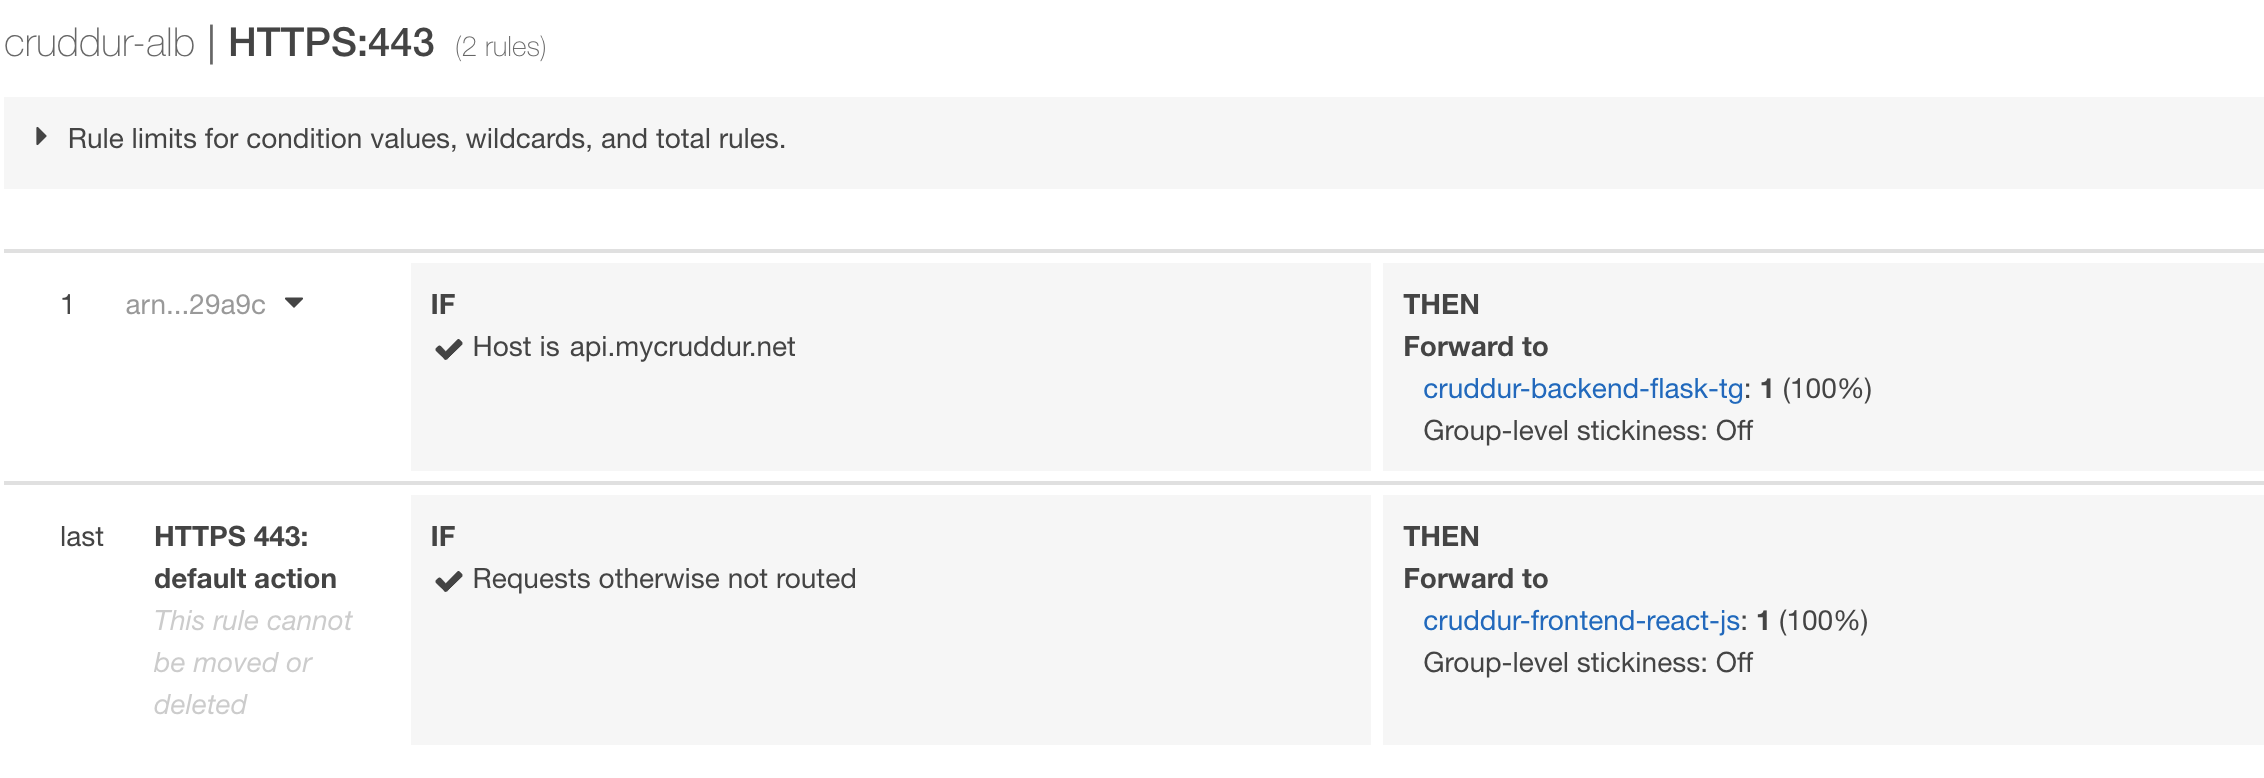 cruddur-alb | HTTPS:443 (2 rules)
Rule limits for condition values, wildcards, and total rules.
1 arn...29a9c
IF
Host is api.mycruddur.net
THEN
Forward to
cruddur-backend-flask-tg: 1 (100%)
Group-level stickiness: Off
last
HTTPS 443:
default action
This rule cannot
be moved or
deleted
IF
Requests otherwise not routed
THEN
Forward to
cruddur-frontend-react-js: 1 (100%)
Group-level stickiness: Off